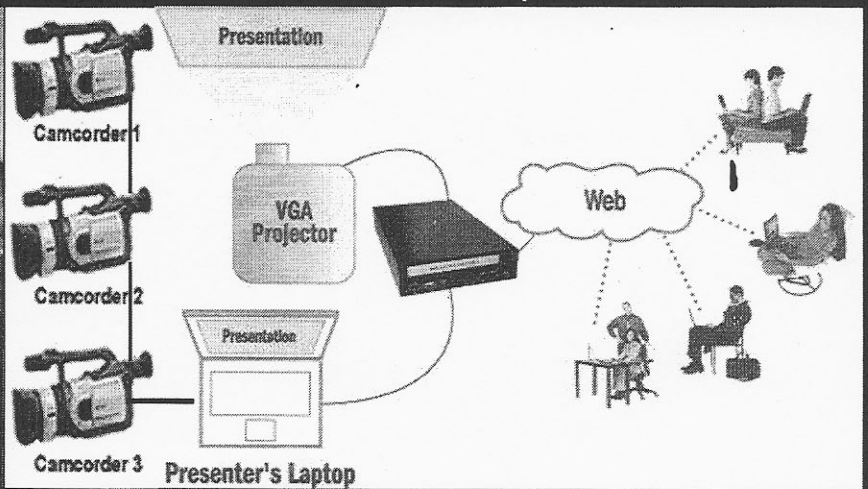 Presentation
Camcorder 1
VGA
Projector
Web
Camcorder 2
Presentation
Camcorder 3
Presenter's Laptop